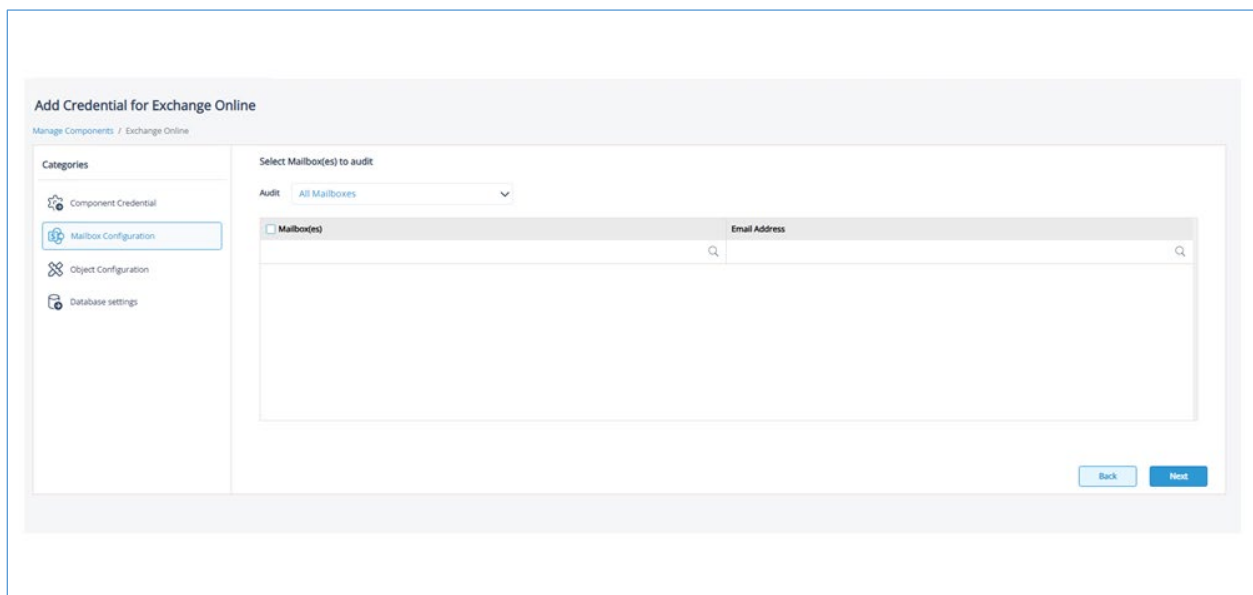 Add Credential for Exchange Online
Manage Components / Exchange Online
Categories
Component Credential
Mailbox Configuration
Object Configuration
Database settings
Select Mailbox(es) to audit
Audit All Mailboxes
Mailbox(es) Email Address
Back Next